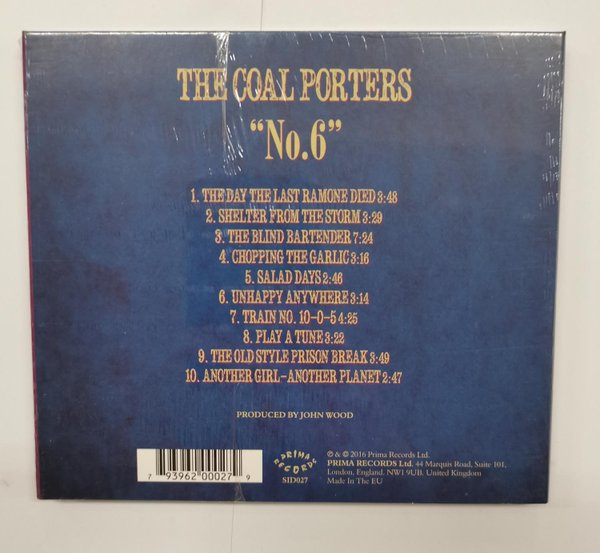 THE COAL PORTERS
"No.6"
1. THE DAY THE LAST RAMONE DIED 3:48
2. SHELTER FROM THE STORM 3:29
3. THE BLIND BARTENDER 7:24
4. CHOPPING THE GARLIC 3:16
5. SALAD DAYS 2:46
6. UNHAPPY ANYWHERE 3:14
7. TRAIN NO. 10-0-5 4:25
8. PLAY A TUNE 3:22
9. THE OLD STYLE PRISON BREAK 3:49
10. ANOTHER GIRL–ANOTHER PLANET 2:47
PRODUCED BY JOHN WOOD
7 93962 00027 9
PRIMA RECORDS
SID027
℗ & © 2016 Prima Records Ltd.
PRIMA RECORDS Ltd. 44 Marquis Road, Suite 101,
London, England. NW1 9UB. United Kingdom
Made In The EU